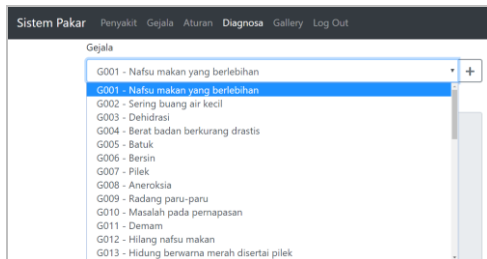 Sistem Pakar Penyakit Gejala Aturan Diagnosa Gallery Log Out
Gejala
G001 - Nafsu makan yang berlebihan
+
G001 - Nafsu makan yang berlebihan
G002 - Sering buang air kecil
G003 - Dehidrasi
G004 - Berat badan berkurang drastis
G005 - Batuk
G006 - Bersin
G007 - Pilek
G008 - Aneroksia
G009 - Radang paru-paru
G010 - Masalah pada pernapasan
G011 - Demam
G012 - Hilang nafsu makan
G013 - Hidung berwarna merah disertai pilek